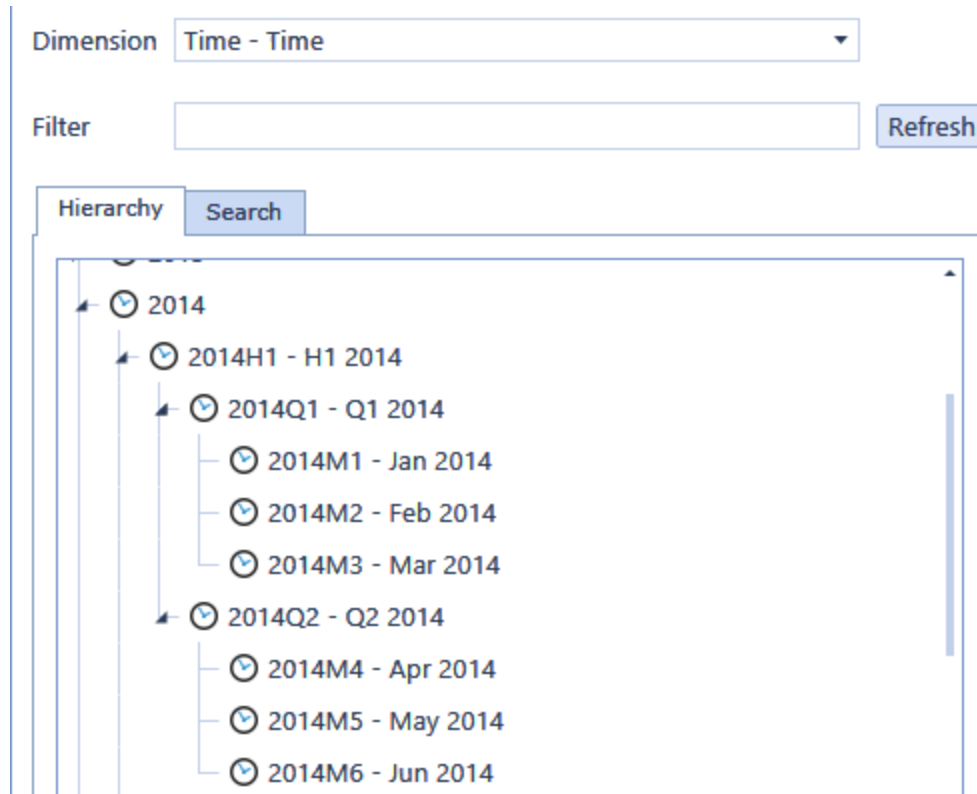 Dimension Time - Time
Filter Refresh
Hierarchy Search
2014
2014H1 - H1 2014
2014Q1 - Q1 2014
2014M1 - Jan 2014
2014M2 - Feb 2014
2014M3 - Mar 2014
2014Q2 - Q2 2014
2014M4 - Apr 2014
2014M5 - May 2014
2014M6 - Jun 2014